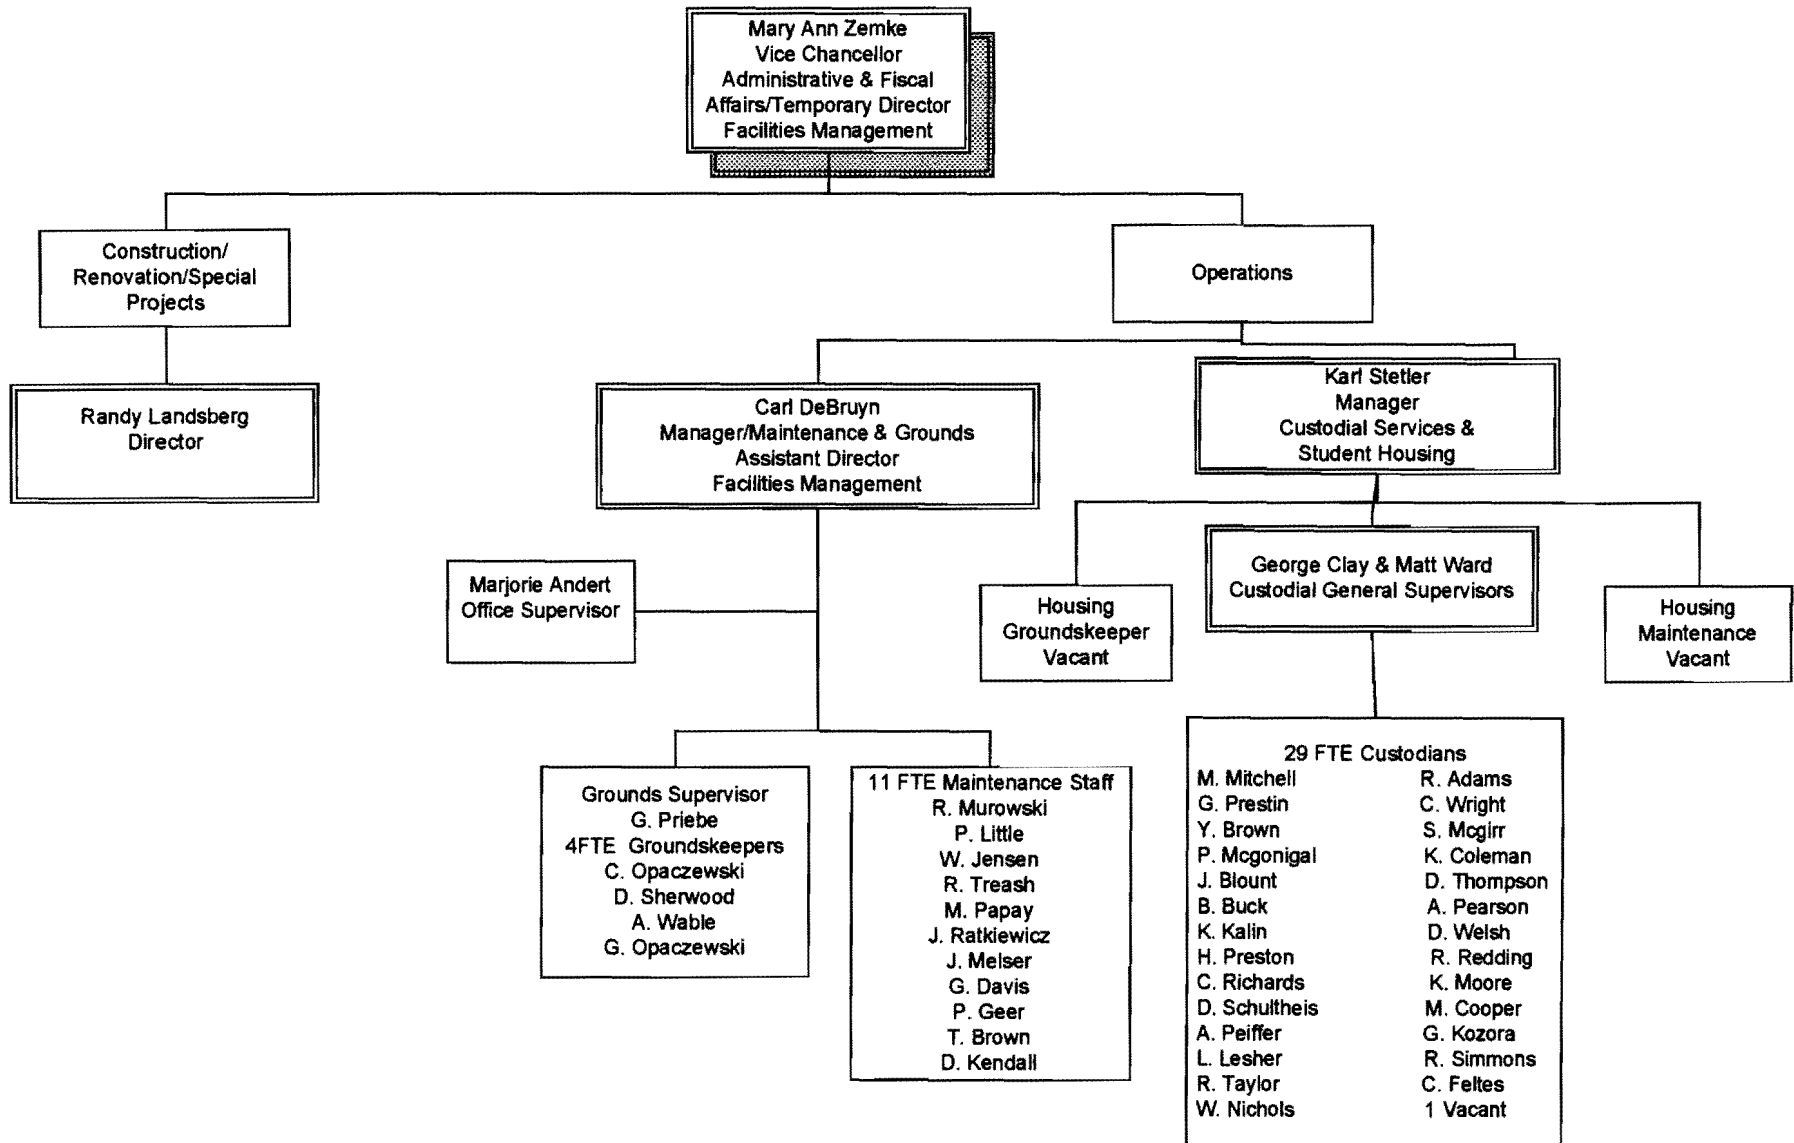 Mary Ann Zemke
Vice Chancellor
Administrative & Fiscal
Affairs/Temporary Director
Facilities Management
Construction/
Renovation/Special
Projects
Operations
Randy Landsberg
Director
Carl DeBruyn
Manager/Maintenance & Grounds
Assistant Director
Facilities Management
Karl Stetler
Manager
Custodial Services &
Student Housing
Marjorie Andert
Office Supervisor
Housing
Groundskeeper
Vacant
George Clay & Matt Ward
Custodial General Supervisors
Housing
Maintenance
Vacant
Grounds Supervisor
G. Priebe
4FTE Groundskeepers
C. Opaczewski
D. Sherwood
A. Wable
G. Opaczewski
11 FTE Maintenance Staff
R. Murowski
P. Little
W. Jensen
R. Treash
M. Papay
J. Ratkiewicz
J. Melser
G. Davis
P. Geer
T. Brown
D. Kendall
29 FTE Custodians
M. Mitchell R. Adams
G. Prestin C. Wright
Y. Brown S. Mcgirr
P. Mcgonigal K. Coleman
J. Blount D. Thompson
B. Buck A. Pearson
K. Kalin D. Welsh
H. Preston R. Redding
C. Richards K. Moore
D. Schultheis M. Cooper
A. Peiffer G. Kozora
L. Lesher R. Simmons
R. Taylor C. Feltes
W. Nichols 1 Vacant